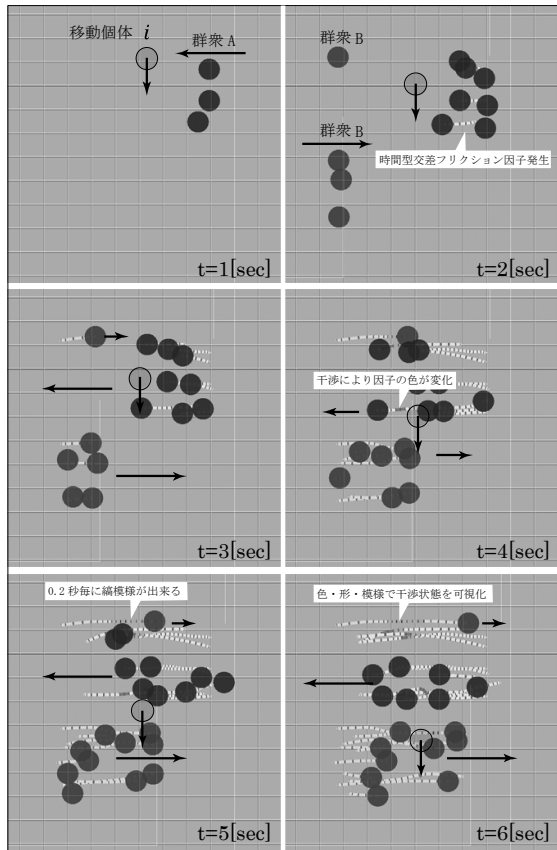 移動個体 i
群衆 A
t=1[sec]
群衆 B
群衆 B
時間型交差フリクション因子発生
t=2[sec]
t=3[sec]
干渉により因子の色が変化
t=4[sec]
0.2 秒毎に縞模様が出来る
t=5[sec]
色・形・模様で干渉状態を可視化
t=6[sec]